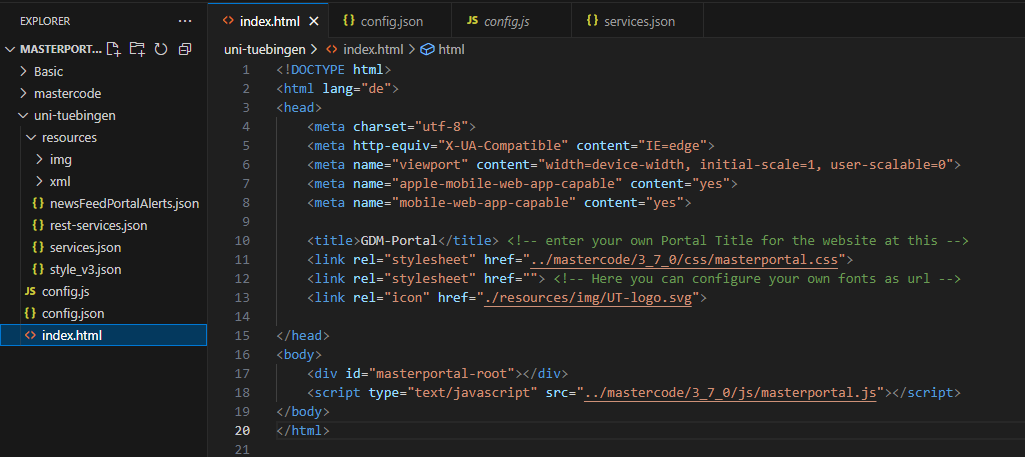 EXPLORER
MASTERPORT...
Basic
mastercode
uni-tuebingen
resources
img
xml
{} newsFeedPortalAlerts.json
{} rest-services.json
{} services.json
{} style_v3.json
JS config.js
{} config.json
<> index.html
<> index.html
{} config.json
JS config.js
{} services.json
uni-tuebingen > <> index.html > html
1 <!DOCTYPE html>
2 <html lang="de">
3 <head>
4 <meta charset="utf-8">
5 <meta http-equiv="X-UA-Compatible" content="IE=edge">
6 <meta name="viewport" content="width=device-width, initial-scale=1, user-scalable=0">
7 <meta name="apple-mobile-web-app-capable" content="yes">
8 <meta name="mobile-web-app-capable" content="yes">
9
10 <title>GDM-Portal</title> <!-- enter your own Portal Title for the website at this -->
11 <link rel="stylesheet" href="../mastercode/3_7_0/css/masterportal.css">
12 <link rel="stylesheet" href=""> <!-- Here you can configure your own fonts as url -->
13 <link rel="icon" href="./resources/img/UT-logo.svg">
14
15 </head>
16 <body>
17 <div id="masterportal-root"></div>
18 <script type="text/javascript" src="../mastercode/3_7_0/js/masterportal.js"></script>
19 </body>
20 </html>
21